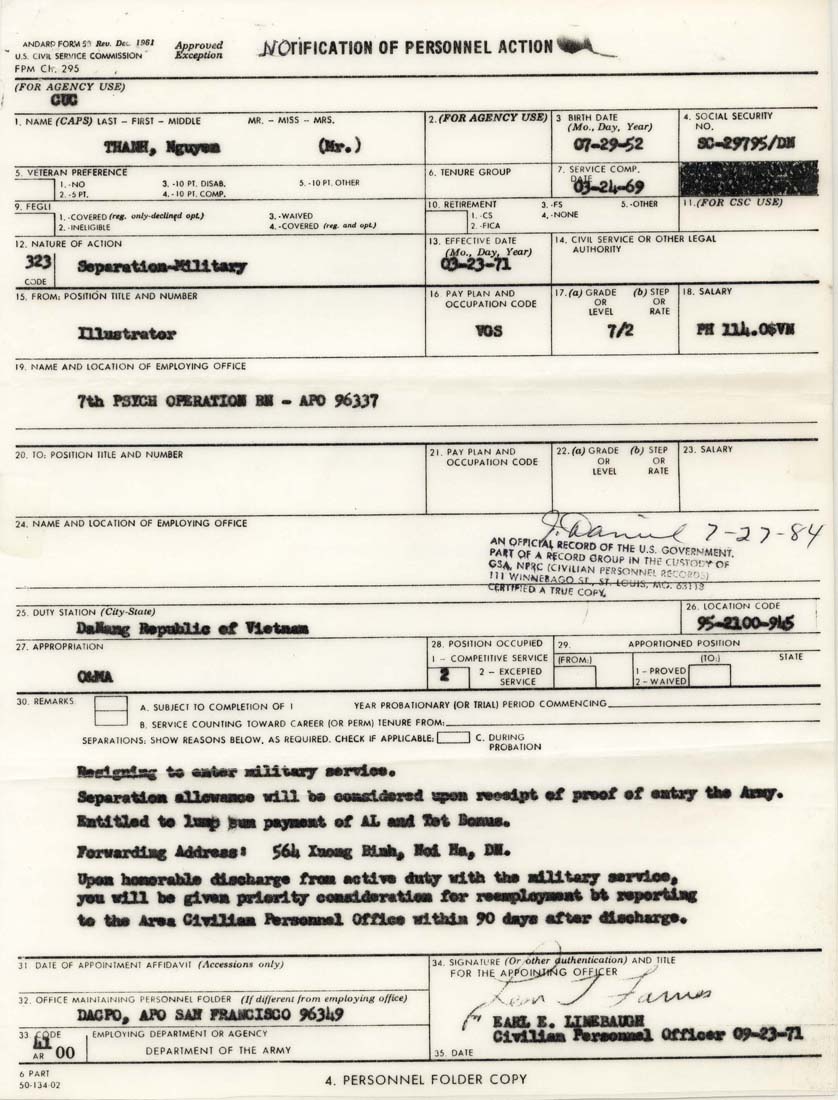 ANDARD FORM 50 Rev. Dec. 1961
U.S. CIVIL SERVICE COMMISSION
FPM Ch. 295
Approved
Exception
NOTIFICATION OF PERSONNEL ACTION
(FOR AGENCY USE)
CUC
1. NAME (CAPS) LAST – FIRST – MIDDLE MR. – MISS – MRS.
THANH, Nguyen (Mr.)
2. (FOR AGENCY USE)
3 BIRTH DATE
(Mo., Day, Year)
07-29-52
4. SOCIAL SECURITY
NO.
SC-29795/DN
5. VETERAN PREFERENCE
1. -NO 3. -10 PT. DISAB. 5. -10 PT. OTHER
2. -5 PT. 4. -10 PT. COMP.
6. TENURE GROUP
7. SERVICE COMP.
DATE
03-24-69
9. FEGLI
1. -COVERED (reg. only-declined opt.) 3. -WAIVED
2. -INELIGIBLE 4. -COVERED (reg. and opt.)
10. RETIREMENT 3. -FS 5. -OTHER
1. -CS 4. -NONE
2. -FICA
11. (FOR CSC USE)
12. NATURE OF ACTION
323 Separation-Military
CODE
13. EFFECTIVE DATE
(Mo., Day, Year)
03-23-71
14. CIVIL SERVICE OR OTHER LEGAL
AUTHORITY
15. FROM: POSITION TITLE AND NUMBER
Illustrator
16. PAY PLAN AND
OCCUPATION CODE
VGS
17. (a) GRADE (b) STEP
OR OR
LEVEL RATE
7/2
18. SALARY
PH 114.0$VN
19. NAME AND LOCATION OF EMPLOYING OFFICE
7th PSYCH OPERATION BN - APO 96337
20. TO: POSITION TITLE AND NUMBER
21. PAY PLAN AND
OCCUPATION CODE
22. (a) GRADE (b) STEP
OR OR
LEVEL RATE
23. SALARY
24. NAME AND LOCATION OF EMPLOYING OFFICE
J. Daniel 7-27-84
AN OFFICIAL RECORD OF THE U.S. GOVERNMENT.
PART OF A RECORD GROUP IN THE CUSTODY OF
GSA, NPRC (CIVILIAN PERSONNEL RECORDS)
111 WINNEBAGO ST., ST. LOUIS, MO. 63118
CERTIFIED A TRUE COPY.
25. DUTY STATION (City-State)
DaNang Republic of Vietnam
26. LOCATION CODE
95-2100-945
27. APPROPRIATION
O&MA
28. POSITION OCCUPIED
1 – COMPETITIVE SERVICE
2 2 – EXCEPTED
SERVICE
29. APPORTIONED POSITION
(FROM:) (TO:) STATE
1 – PROVED
2 – WAIVED
30. REMARKS
A. SUBJECT TO COMPLETION OF 1 YEAR PROBATIONARY (OR TRIAL) PERIOD COMMENCING
B. SERVICE COUNTING TOWARD CAREER (OR PERM) TENURE FROM:
SEPARATIONS: SHOW REASONS BELOW, AS REQUIRED. CHECK IF APPLICABLE: C. DURING
PROBATION
Resigning to enter military service.
Separation allowance will be considered upon receipt of proof of entry the Army.
Entitled to lump sum payment of AL and Tet Bonus.
Forwarding Address: 564 Xuong Binh, Noi Ha, DN.
Upon honorable discharge from active duty with the military service,
you will be given priority consideration for reemployment bt reporting
to the Area Civilian Personnel Office within 90 days after discharge.
31. DATE OF APPOINTMENT AFFIDAVIT (Accessions only)
32. OFFICE MAINTAINING PERSONNEL FOLDER (If different from employing office)
DACPO, APO SAN FRANCISCO 96349
33 CODE EMPLOYING DEPARTMENT OR AGENCY
41
AR 00 DEPARTMENT OF THE ARMY
34. SIGNATURE (Or other authentication) AND TITLE
FOR THE APPOINTING OFFICER
EARL E. LINEBAUGH
Civilian Personnel Officer 09-23-71
35. DATE
6 PART
50-134-02
4. PERSONNEL FOLDER COPY